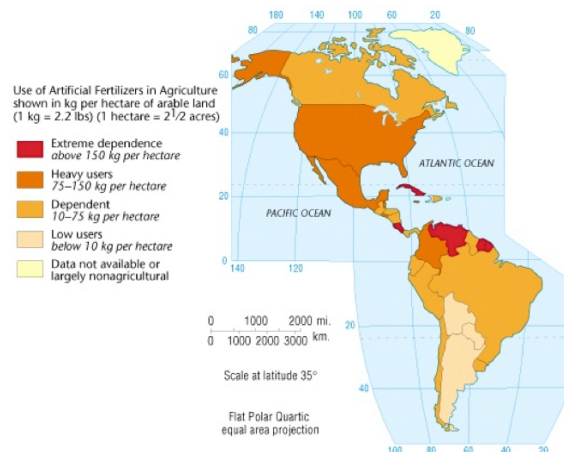 180
140
100
60
20
80
80
60
40
20
0
140
120
Use of Artificial Fertilizers in Agriculture
shown in kg per hectare of arable land
(1 kg = 2.2 lbs) (1 hectare = 2 1/2 acres)
Extreme dependence
above 150 kg per hectare
Heavy users
75–150 kg per hectare
Dependent
10–75 kg per hectare
Low users
below 10 kg per hectare
Data not available or
largely nonagricultural
ATLANTIC OCEAN
PACIFIC OCEAN
0
60
20
40
0 1000 2000 mi.
0 1000 2000 3000 km.
Scale at latitude 35°
Flat Polar Quartic
equal area projection
100
80
60
40
20